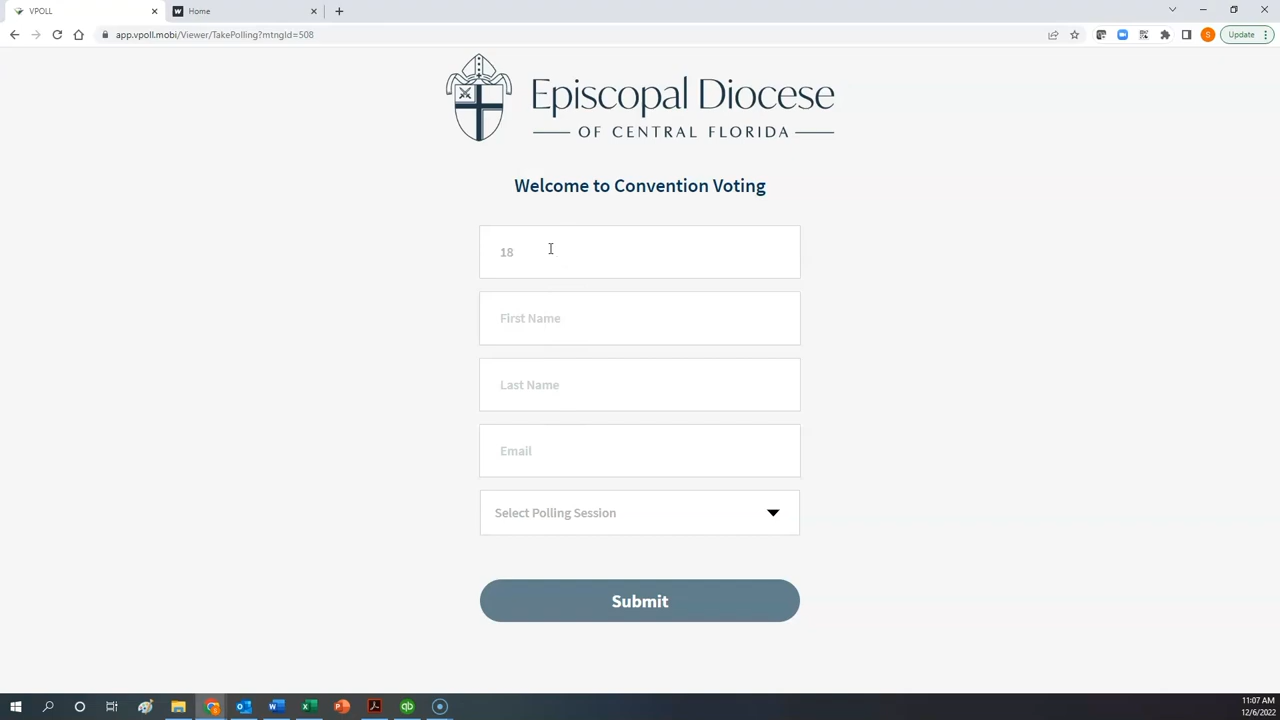 VPOLL
Home
app.vpoll.mobi/Viewer/TakePolling?mtngId=508
S
Update
Episcopal Diocese
OF CENTRAL FLORIDA
Welcome to Convention Voting
18
First Name
Last Name
Email
Select Polling Session
Submit
11:07 AM
12/6/2022